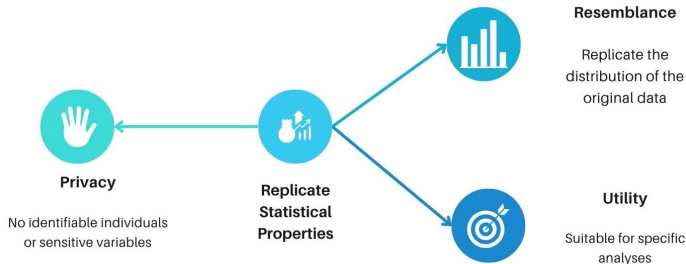 Resemblance
Replicate the
distribution of the
original data
Privacy
No identifiable individuals
or sensitive variables
Replicate
Statistical
Properties
Utility
Suitable for specific
analyses